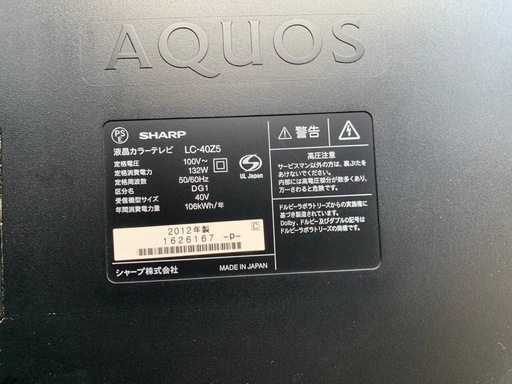 AQUOS
PS
E
SHARP
液晶カラーテレビ LC-40Z5
定格電圧 100V～
定格消費電力 132W
定格周波数 50/60Hz
区分名 DG1
受信機型サイズ 40V
年間消費電力量 106kWh/年
UL Japan
2012年製 C
1626167 -P-
シャープ株式会社 MADE IN JAPAN
警告
高圧注意
サービスマン以外の方は、裏ぶたを
あけないでください。
内部には高電圧部分が数多くあり、
万一さわると危険です。
ドルビーラボラトリーズからの実施権に
基づき製造されています。
Dolby、ドルビー及びダブルD記号は
ドルビーラボラトリーズの商標です。